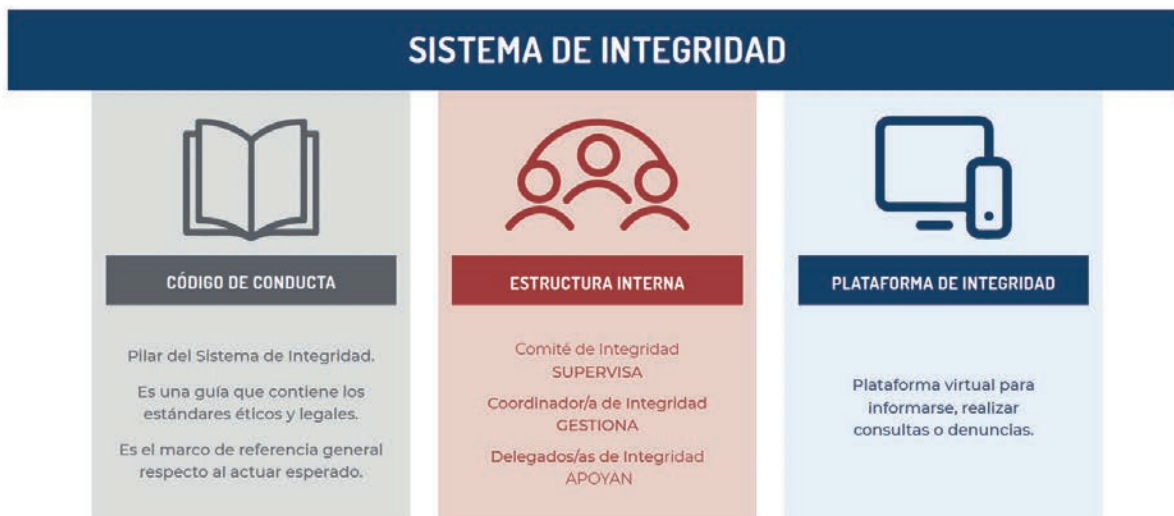 SISTEMA DE INTEGRIDAD
CÓDIGO DE CONDUCTA
Pilar del Sistema de Integridad.
Es una guía que contiene los
estándares éticos y legales.
Es el marco de referencia general
respecto al actuar esperado.
ESTRUCTURA INTERNA
Comité de Integridad
SUPERVISA
Coordinador/a de Integridad
GESTIONA
Delegados/as de Integridad
APOYAN
PLATAFORMA DE INTEGRIDAD
Plataforma virtual para
informarse, realizar
consultas o denuncias.